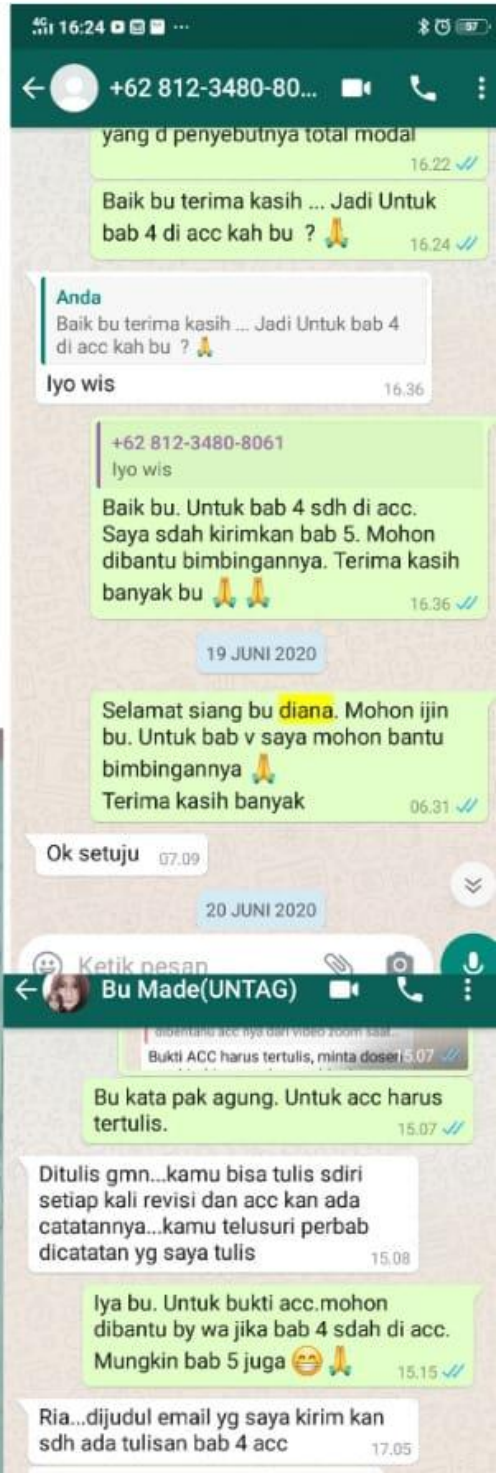 4G 16:24 57
+62 812-3480-80...
yang d penyebutnya total modal
16.22
Baik bu terima kasih ... Jadi Untuk
bab 4 di acc kah bu ? 🙏
16.24
Anda
Baik bu terima kasih ... Jadi Untuk bab 4
di acc kah bu ? 🙏
Iyo wis
16.36
+62 812-3480-8061
Iyo wis
Baik bu. Untuk bab 4 sdh di acc.
Saya sdah kirimkan bab 5. Mohon
dibantu bimbingannya. Terima kasih
banyak bu 🙏 🙏
16.36
19 JUNI 2020
Selamat siang bu diana. Mohon ijin
bu. Untuk bab v saya mohon bantu
bimbingannya 🙏
Terima kasih banyak
06.31
Ok setuju 07.09
20 JUNI 2020
Ketik pesan
Bu Made(UNTAG)
acc nya dari video zoom saat...
Bukti ACC harus tertulis, minta dosen 15.07
Bu kata pak agung. Untuk acc harus
tertulis.
15.07
Ditulis gmn...kamu bisa tulis sdiri
setiap kali revisi dan acc kan ada
catatannya...kamu telusuri perbab
dicatatan yg saya tulis
15.08
Iya bu. Untuk bukti acc.mohon
dibantu by wa jika bab 4 sdah di acc.
Mungkin bab 5 juga 😁 🙏
15.15
Ria...dijudul email yg saya kirim kan
sdh ada tulisan bab 4 acc
17.05